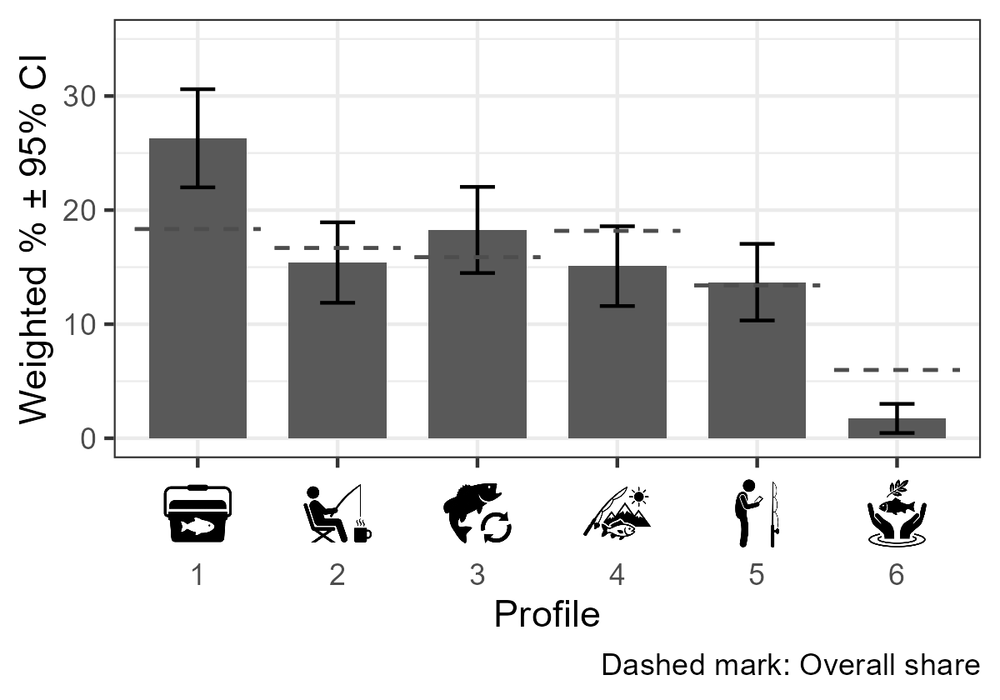 Weighted % ± 95% CI
30
20
10
0
1 2 3 4 5 6
Profile
Dashed mark: Overall share